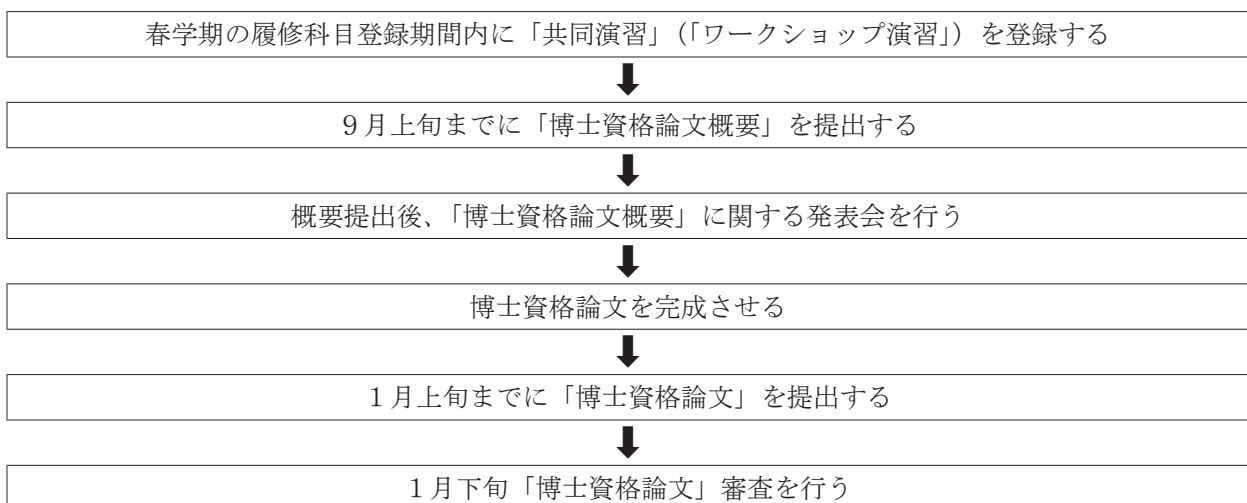 春学期の履修科目登録期間内に「共同演習」（「ワークショップ演習」）を登録する
９月上旬までに「博士資格論文概要」を提出する
概要提出後、「博士資格論文概要」に関する発表会を行う
博士資格論文を完成させる
１月上旬までに「博士資格論文」を提出する
１月下旬「博士資格論文」審査を行う